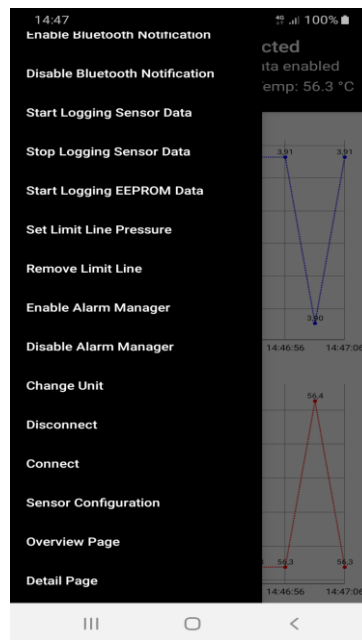 14:47
100%
Enable Bluetooth Notification
cted
Disable Bluetooth Notification
ata enabled
Temp: 56.3 °C
Start Logging Sensor Data
Stop Logging Sensor Data
3,91
3,91
Start Logging EEPROM Data
Set Limit Line Pressure
Remove Limit Line
Enable Alarm Manager
3,90
Disable Alarm Manager
14:46:56
14:47:06
Change Unit
56,4
Disconnect
Connect
Sensor Configuration
Overview Page
56,3
56,3
Detail Page
14:46:56
14:47:06